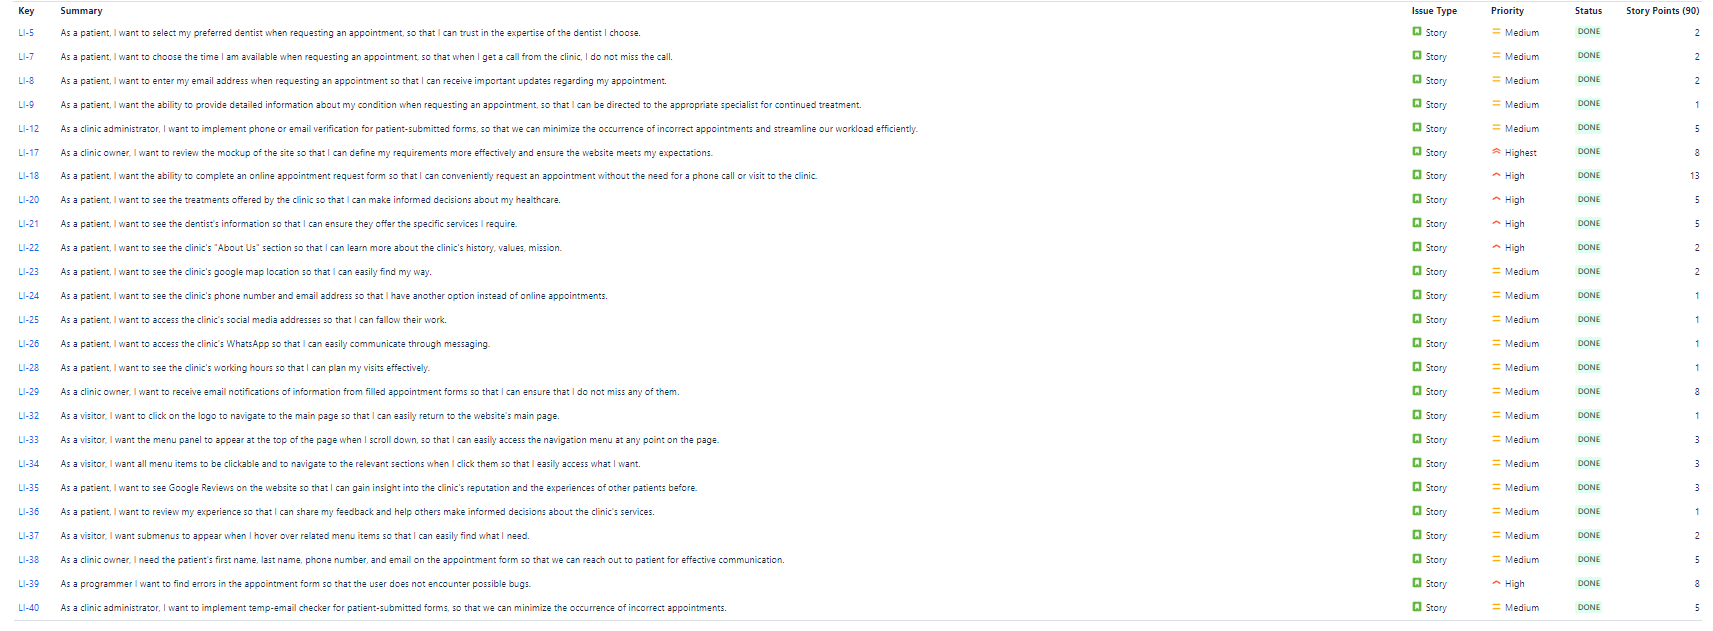 Key Summary Issue Type Priority Status Story Points (90)
LI-5 As a patient, I want to select my preferred dentist when requesting an appointment, so that I can trust in the expertise of the dentist I choose. Story Medium DONE 2
LI-7 As a patient, I want to choose the time I am available when requesting an appointment, so that when I get a call from the clinic, I do not miss the call. Story Medium DONE 2
LI-8 As a patient, I want to enter my email address when requesting an appointment so that I can receive important updates regarding my appointment. Story Medium DONE 2
LI-9 As a patient, I want the ability to provide detailed information about my condition when requesting an appointment, so that I can be directed to the appropriate specialist for continued treatment. Story Medium DONE 1
LI-12 As a clinic administrator, I want to implement phone or email verification for patient-submitted forms, so that we can minimize the occurrence of incorrect appointments and streamline our workload efficiently. Story Medium DONE 5
LI-17 As a clinic owner, I want to review the mockup of the site so that I can define my requirements more effectively and ensure the website meets my expectations. Story Highest DONE 8
LI-18 As a patient, I want the ability to complete an online appointment request form so that I can conveniently request an appointment without the need for a phone call or visit to the clinic. Story High DONE 13
LI-20 As a patient, I want to see the treatments offered by the clinic so that I can make informed decisions about my healthcare. Story High DONE 5
LI-21 As a patient, I want to see the dentist's information so that I can ensure they offer the specific services I require. Story High DONE 5
LI-22 As a patient, I want to see the clinic's "About Us" section so that I can learn more about the clinic's history, values, mission. Story High DONE 2
LI-23 As a patient, I want to see the clinic's google map location so that I can easily find my way. Story Medium DONE 2
LI-24 As a patient, I want to see the clinic's phone number and email address so that I have another option instead of online appointments. Story Medium DONE 1
LI-25 As a patient, I want to access the clinic's social media addresses so that I can fallow their work. Story Medium DONE 1
LI-26 As a patient, I want to access the clinic's WhatsApp so that I can easily communicate through messaging. Story Medium DONE 1
LI-28 As a patient, I want to see the clinic's working hours so that I can plan my visits effectively. Story Medium DONE 1
LI-29 As a clinic owner, I want to receive email notifications of information from filled appointment forms so that I can ensure that I do not miss any of them. Story Medium DONE 8
LI-32 As a visitor, I want to click on the logo to navigate to the main page so that I can easily return to the website's main page. Story Medium DONE 1
LI-33 As a visitor, I want the menu panel to appear at the top of the page when I scroll down, so that I can easily access the navigation menu at any point on the page. Story Medium DONE 3
LI-34 As a visitor, I want all menu items to be clickable and to navigate to the relevant sections when I click them so that I easily access what I want. Story Medium DONE 3
LI-35 As a patient, I want to see Google Reviews on the website so that I can gain insight into the clinic's reputation and the experiences of other patients before. Story Medium DONE 3
LI-36 As a patient, I want to review my experience so that I can share my feedback and help others make informed decisions about the clinic's services. Story Medium DONE 1
LI-37 As a visitor, I want submenus to appear when I hover over related menu items so that I can easily find what I need. Story Medium DONE 2
LI-38 As a clinic owner, I need the patient's first name, last name, phone number, and email on the appointment form so that we can reach out to patient for effective communication. Story Medium DONE 5
LI-39 As a programmer I want to find errors in the appointment form so that the user does not encounter possible bugs. Story High DONE 8
LI-40 As a clinic administrator, I want to implement temp-email checker for patient-submitted forms, so that we can minimize the occurrence of incorrect appointments. Story Medium DONE 5